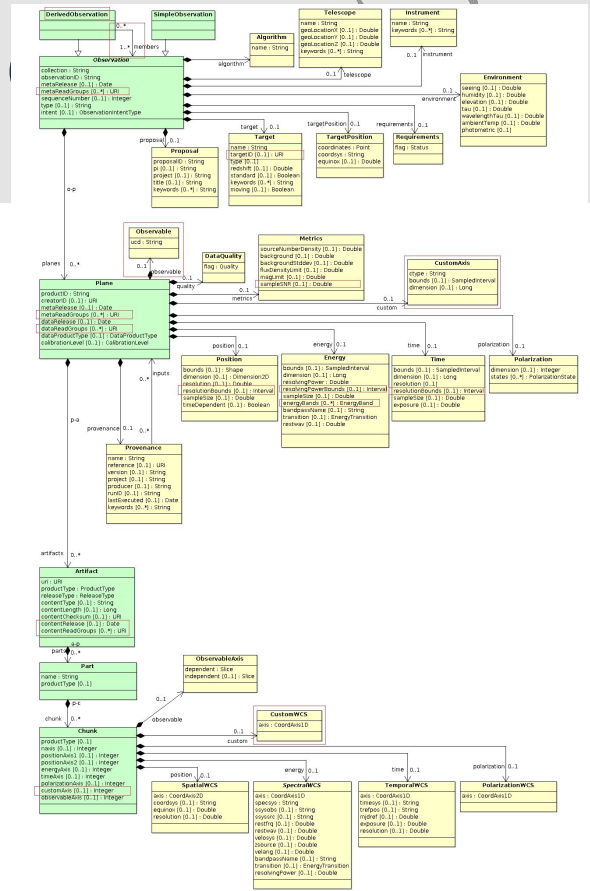 DerivedObservation
SimpleObservation
0..*
1..* members
Observation
collection : String
observationID : String
metaRelease [0..1] : Date
metaReadGroups [0..*] : URI
sequenceNumber [0..1] : Integer
type [0..1] : String
intent [0..1] : ObservationIntentType
Algorithm
name : String
algorithm
Telescope
name : String
geoLocationX [0..1] : Double
geoLocationY [0..1] : Double
geoLocationZ [0..1] : Double
keywords [0..*] : String
0..1 telescope
Instrument
name : String
keywords [0..*] : String
0..1 instrument
Environment
seeing [0..1] : Double
humidity [0..1] : Double
elevation [0..1] : Double
tau [0..1] : Double
wavelengthTau [0..1] : Double
ambientTemp [0..1] : Double
photometric [0..1]
0..1
environment
proposal 0..1
Proposal
proposalID : String
pi [0..1] : String
project [0..1] : String
title [0..1] : String
keywords [0..*] : String
target 0..1
Target
name : String
targetID [0..1] : URI
type [0..1]
redshift [0..1] : Double
standard [0..1] : Boolean
keywords [0..*] : String
moving [0..1] : Boolean
targetPosition 0..1
TargetPosition
coordinates : Point
coordsys : String
equinox [0..1] : Double
requirements 0..1
Requirements
flag : Status
o-p
planes 0..*
Observable
ucd : String
0..1
observable
DataQuality
flag : Quality
0..1
quality
Metrics
sourceNumberDensity [0..1] : Double
background [0..1] : Double
backgroundStddev [0..1] : Double
fluxDensityLimit [0..1] : Double
magLimit [0..1] : Double
sampleSNR [0..1] : Double
0..1
metrics
CustomAxis
ctype : String
bounds [0..1] : SampledInterval
dimension [0..1] : Long
0..1
custom
Plane
productID : String
creatorID [0..1] : URI
metaRelease [0..1] : Date
metaReadGroups [0..*] : URI
dataRelease [0..1] : Date
dataReadGroups [0..*] : URI
dataProductType [0..1] : DataProductType
calibrationLevel [0..1] : CalibrationLevel
position 0..1
Position
bounds [0..1] : Shape
dimension [0..1] : Dimension2D
resolution [0..1] : Double
resolutionBounds [0..1] : Interval
sampleSize [0..1] : Double
timeDependent [0..1] : Boolean
energy 0..1
Energy
bounds [0..1] : SampledInterval
dimension [0..1] : Long
resolvingPower [0..1] : Double
resolvingPowerBounds [0..1] : Interval
sampleSize [0..1] : Double
energyBands [0..*] : EnergyBand
bandpassName [0..1] : String
transition [0..1] : EnergyTransition
restwav [0..1] : Double
time 0..1
Time
bounds [0..1] : SampledInterval
dimension [0..1] : Long
resolution [0..1]
resolutionBounds [0..1] : Interval
sampleSize [0..1] : Double
exposure [0..1] : Double
polarization 0..1
Polarization
dimension [0..1] : Integer
states [0..*] : PolarizationState
inputs
0..*
p-a
provenance 0..1
Provenance
name : String
reference [0..1] : URI
version [0..1] : String
project [0..1] : String
producer [0..1] : String
runID [0..1] : String
lastExecuted [0..1] : Date
keywords [0..*] : String
artifacts 0..*
Artifact
uri : URI
productType : ProductType
releaseType : ReleaseType
contentType [0..1] : String
contentLength [0..1] : Long
contentChecksum [0..1] : URI
contentRelease [0..1] : Date
contentReadGroups [0..*] : URI
a-p
parts 0..*
Part
name : String
productType [0..1]
p-c
chunk 0..*
ObservableAxis
dependent : Slice
independent [0..1] : Slice
0..1
observable
CustomWCS
axis : CoordAxis1D
0..1
custom
Chunk
productType [0..1]
naxis [0..1] : Integer
positionAxis1 [0..1] : Integer
positionAxis2 [0..1] : Integer
energyAxis [0..1] : Integer
timeAxis [0..1] : Integer
polarizationAxis [0..1] : Integer
customAxis [0..1] : Integer
observableAxis [0..1] : Integer
position 0..1
SpatialWCS
axis : CoordAxis2D
coordsys [0..1] : String
equinox [0..1] : Double
resolution [0..1] : Double
energy 0..1
SpectralWCS
axis : CoordAxis1D
specsys : String
ssysobs [0..1] : String
ssyssrc [0..1] : String
restfrq [0..1] : Double
restwav [0..1] : Double
velosys [0..1] : Double
zsource [0..1] : Double
velang [0..1] : Double
bandpassName [0..1] : String
transition [0..1] : EnergyTransition
resolvingPower [0..1] : Double
time 0..1
TemporalWCS
axis : CoordAxis1D
timesys [0..1] : String
trefpos [0..1] : String
mjdref [0..1] : Double
exposure [0..1] : Double
resolution [0..1] : Double
polarization 0..1
PolarizationWCS
axis : CoordAxis1D